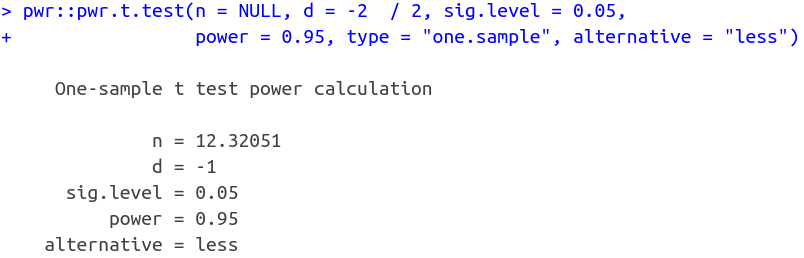 > pwr::pwr.t.test(n = NULL, d = -2  / 2, sig.level = 0.05,
+                 power = 0.95, type = "one.sample", alternative = "less")
     One-sample t test power calculation
              n = 12.32051
              d = -1
      sig.level = 0.05
          power = 0.95
    alternative = less